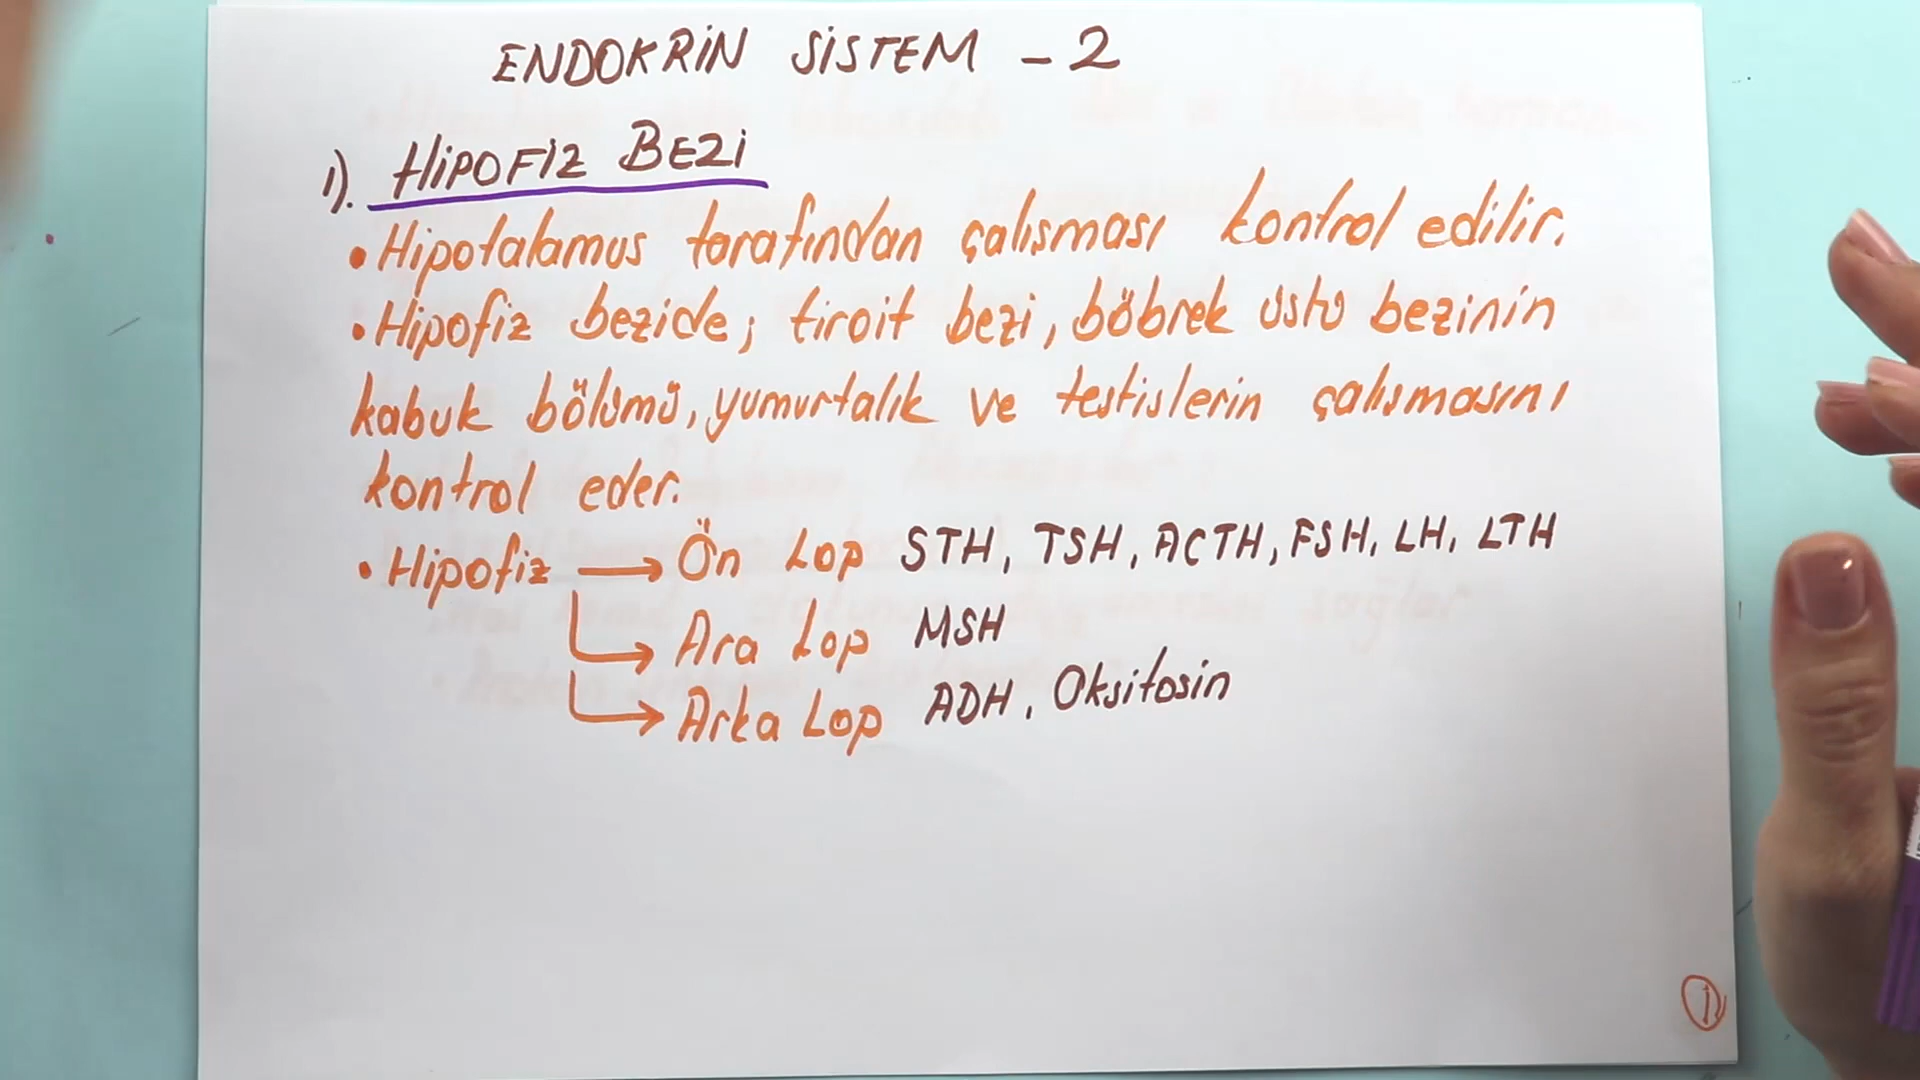 ENDOKRİN SİSTEM - 2
1). HİPOFİZ BEZİ
• Hipotalamus tarafından çalışması kontrol edilir.
• Hipofiz bezide; tiroit bezi, böbrek üstü bezinin
kabuk bölümü, yumurtalık ve testislerin çalışmasını
kontrol eder.
• Hipofiz → Ön Lop STH, TSH, ACTH, FSH, LH, LTH
→ Ara Lop MSH
→ Arka Lop ADH, Oksitosin
1